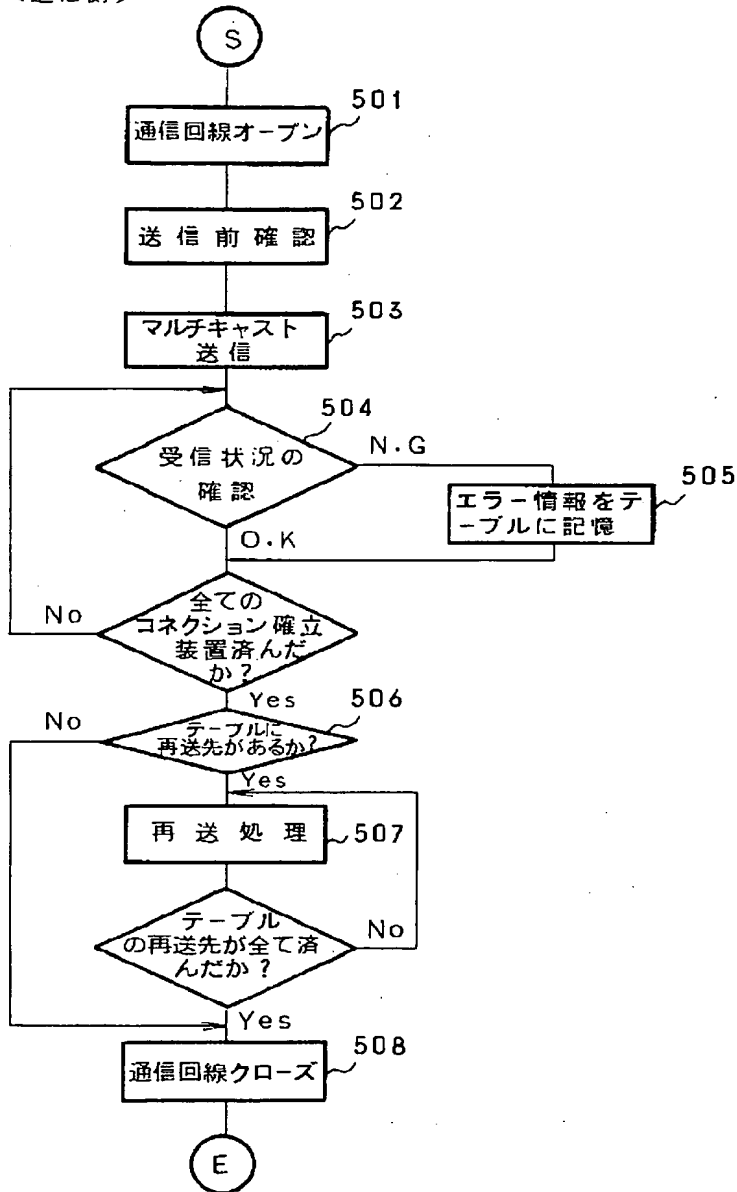 S
501
通信回線オープン
502
送信前確認
503
マルチキャスト
送信
504
受信状況の
確認
N.G
505
エラー情報をテ
ーブルに記憶
O.K
全ての
コネクション確立
装置済んだ
か?
No
Yes
506
テーブルに
再送先があるか?
No
Yes
再送処理
507
テーブル
の再送先が全て済
んだか?
No
Yes
508
通信回線クローズ
E